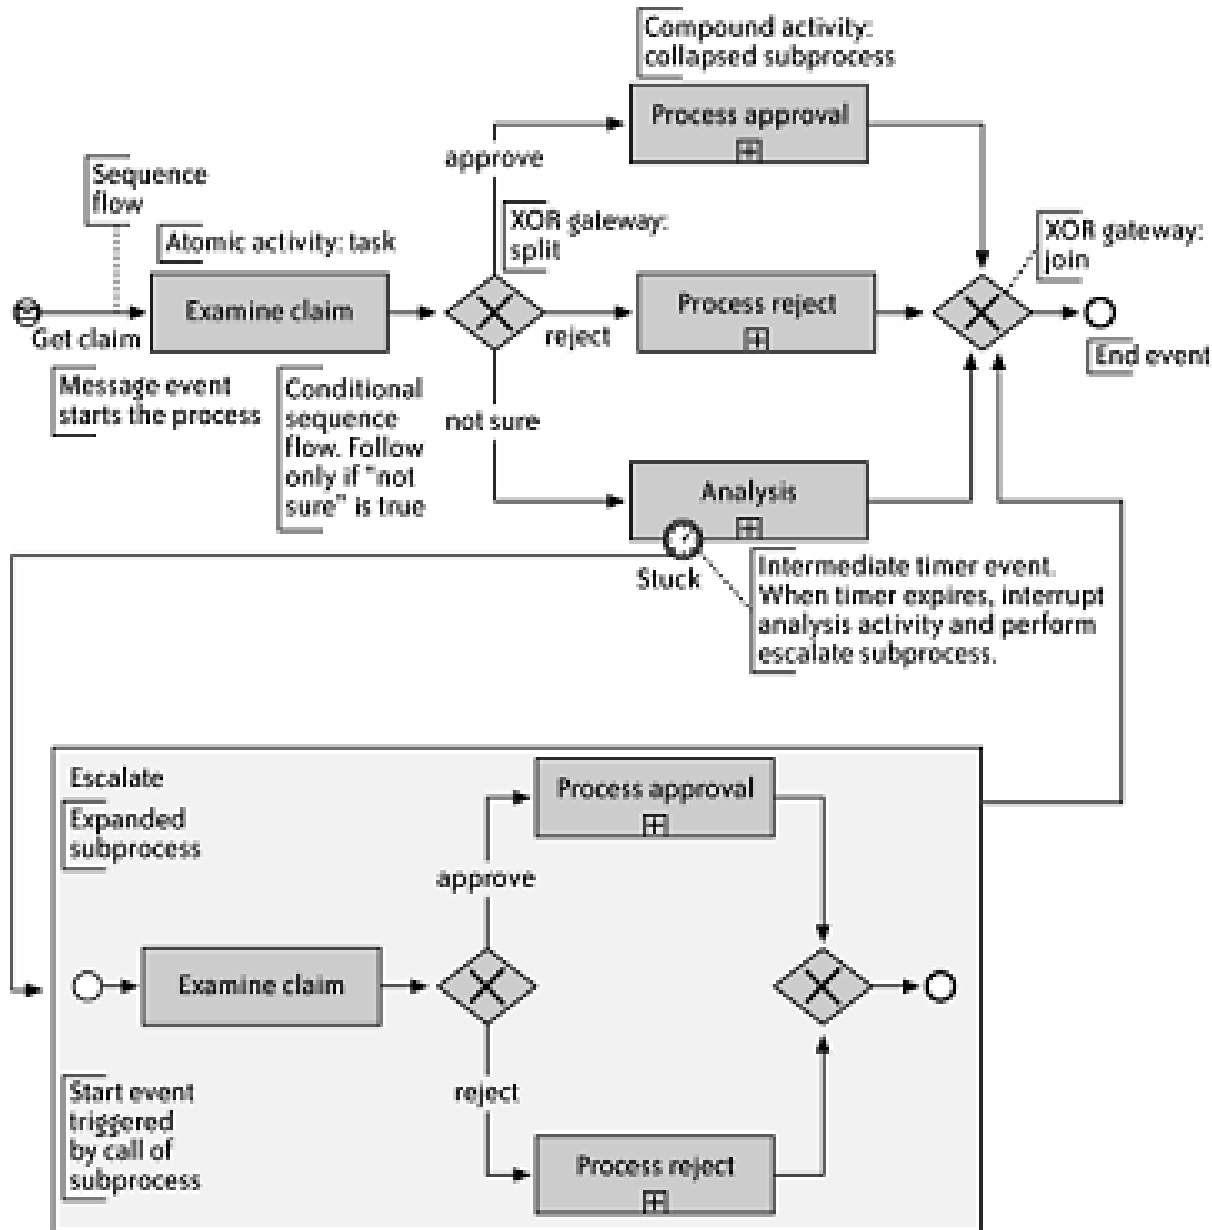 Compound activity:
collapsed subprocess
Process approval
approve
Sequence
flow
XOR gateway:
split
XOR gateway:
join
Atomic activity: task
Examine claim
Process reject
reject
Get claim
End event
Message event
starts the process
Conditional
sequence
flow. Follow
only if "not
sure" is true
not sure
Analysis
Stuck
Intermediate timer event.
When timer expires, interrupt
analysis activity and perform
escalate subprocess.
Escalate
Expanded
subprocess
Process approval
approve
Examine claim
reject
Start event
triggered
by call of
subprocess
Process reject